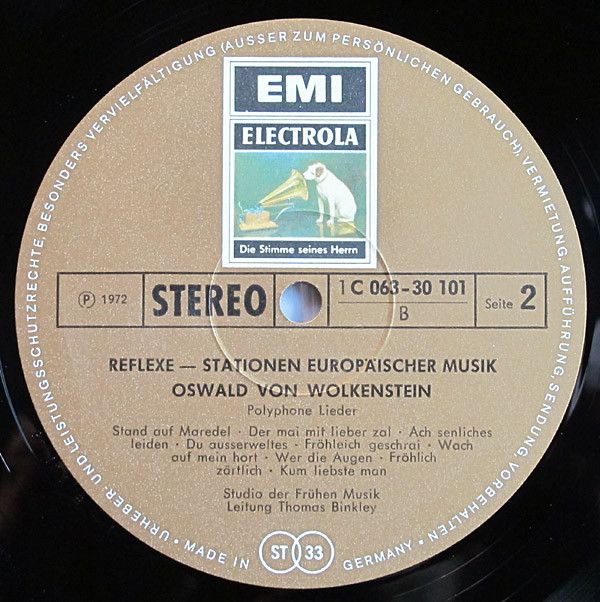 URHEBER UND LEISTUNGSSCHUTZRECHTE, BESONDERS VERVIELFÄLTIGUNG (AUSSER ZUM PERSÖNLICHEN GEBRAUCH), VERMIETUNG, AUFFÜHRUNG, SENDUNG, VORBEHALTEN
EMI
ELECTROLA
Die Stimme seines Herrn
Ⓟ 1972
STEREO
1 C 063-30 101
B
Seite 2
REFLEXE — STATIONEN EUROPÄISCHER MUSIK
OSWALD VON WOLKENSTEIN
Polyphone Lieder
Stand auf Maredel · Der mai mit lieber zal · Ach senliches
leiden · Du ausserweltes · Fröhleich geschrai · Wach
auf mein hort · Wer die Augen · Fröhlich
zärtlich · Kum liebste man
Studio der Frühen Musik
Leitung Thomas Binkley
• MADE IN ST 33 GERMANY •